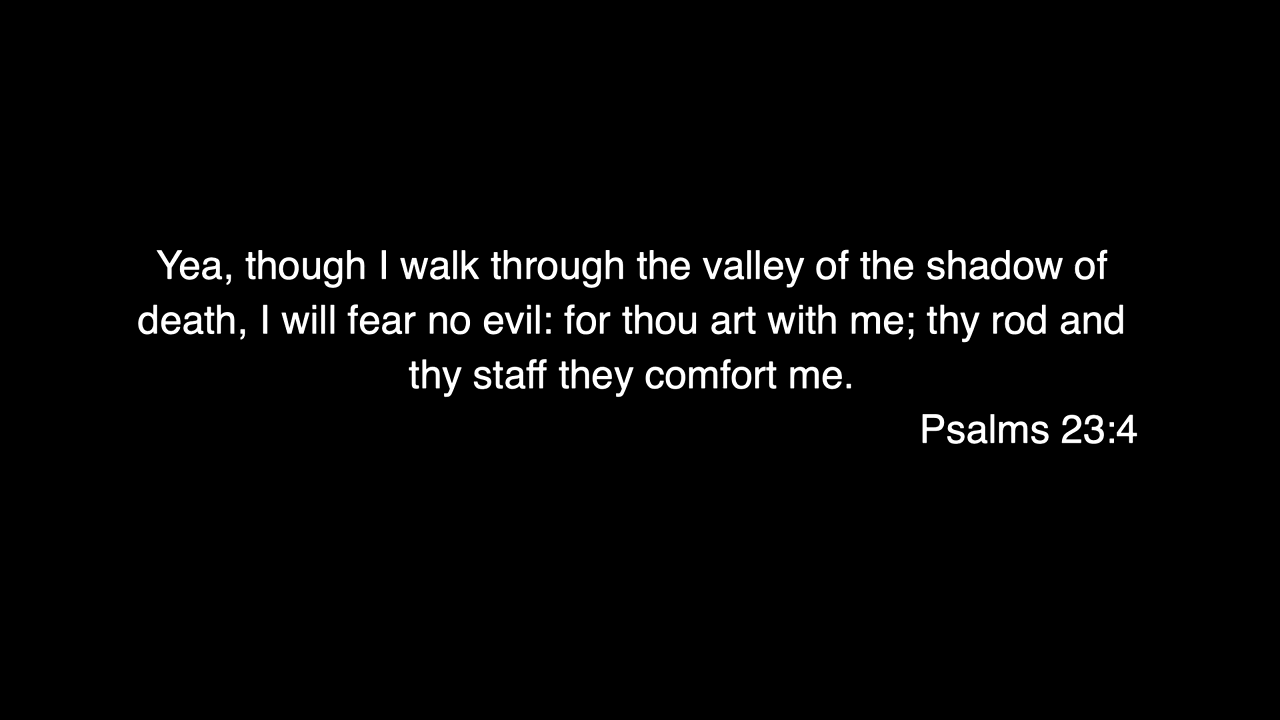 Yea, though I walk through the valley of the shadow of
death, I will fear no evil: for thou art with me; thy rod and
thy staff they comfort me.
Psalms 23:4